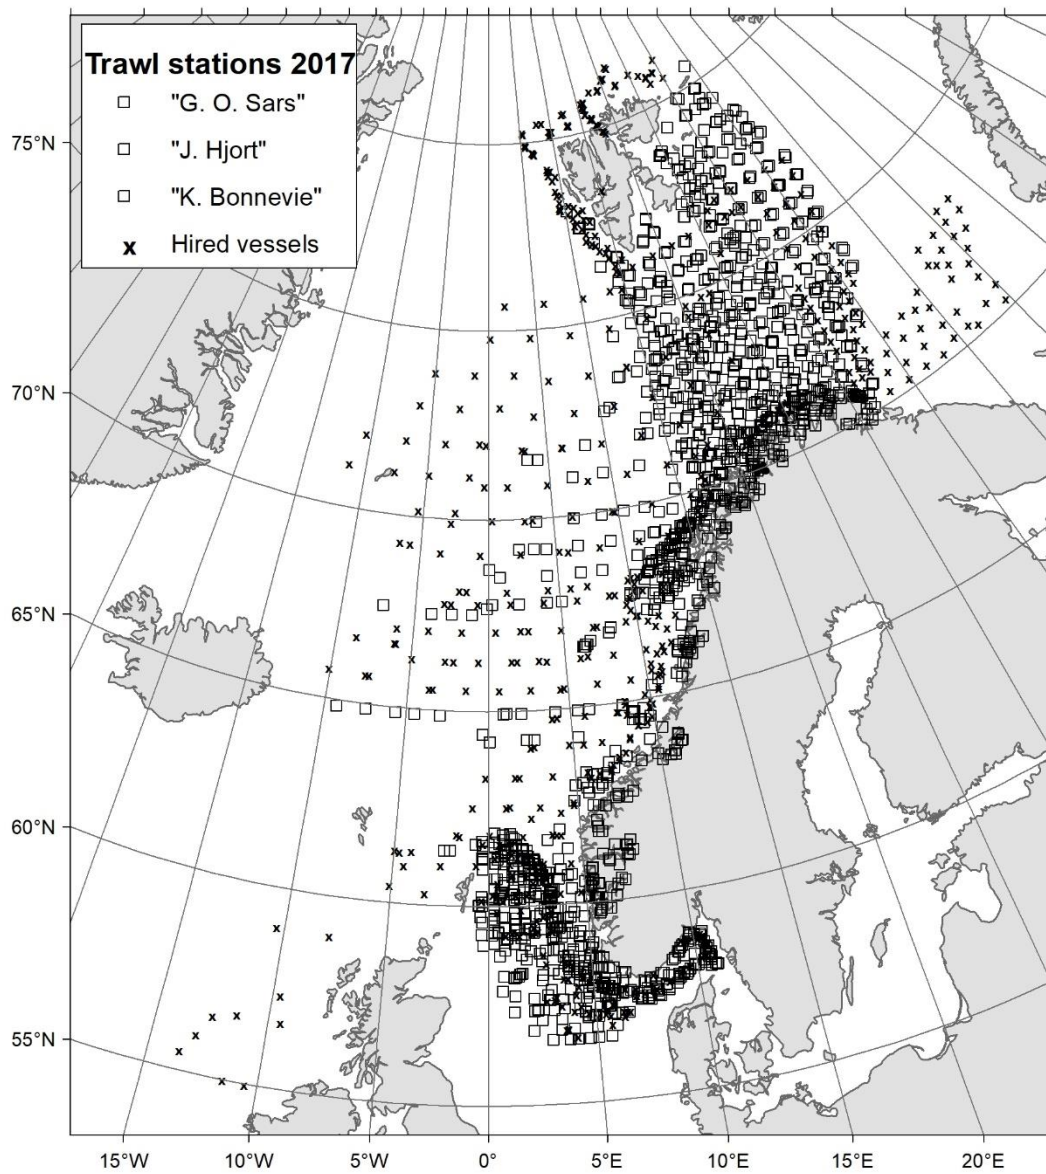 Trawl stations 2017
"G. O. Sars"
"J. Hjort"
"K. Bonnevie"
x Hired vessels
75°N
70°N
65°N
60°N
55°N
15°W 10°W 5°W 0° 5°E 10°E 15°E 20°E